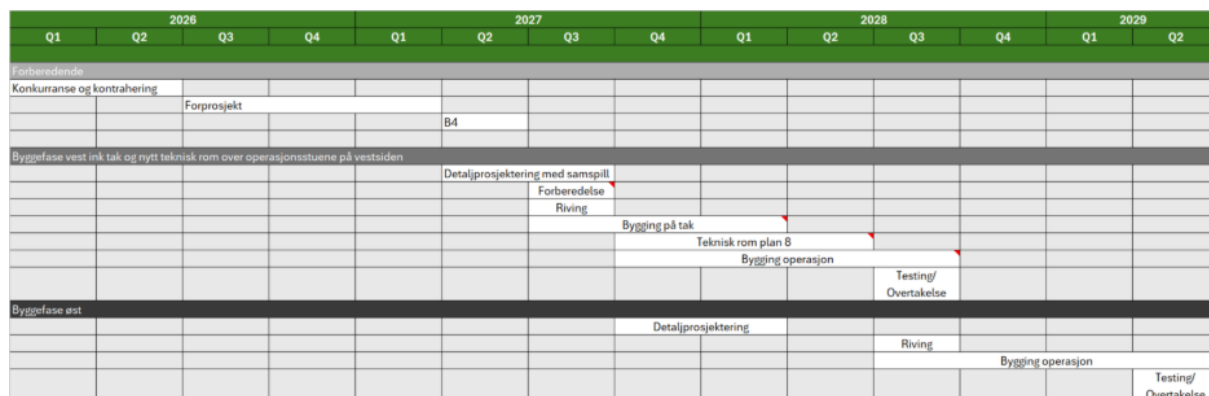 2026 2027 2028 2029
Q1 Q2 Q3 Q4 Q1 Q2 Q3 Q4 Q1 Q2 Q3 Q4 Q1 Q2
Forberedende
Konkurranse og kontrahering
Forprosjekt
B4
Byggefase vest ink tak og nytt teknisk rom over operasjonsstuene på vestsiden
Detaljprosjektering med samspill
Forberedelse
Riving
Bygging på tak
Teknisk rom plan 8
Bygging operasjon
Testing/
Overtakelse
Byggefase øst
Detaljprosjektering
Riving
Bygging operasjon
Testing/
Overtakelse